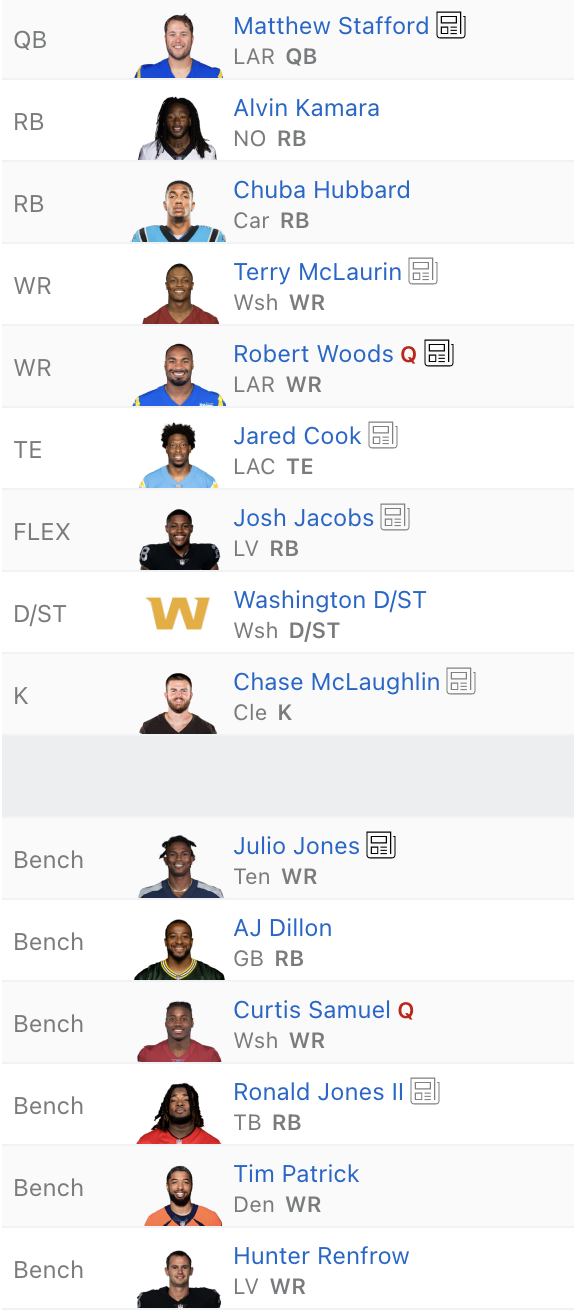 QB
Matthew Stafford
LAR QB
RB
Alvin Kamara
NO RB
RB
Chuba Hubbard
Car RB
WR
Terry McLaurin
Wsh WR
WR
Robert Woods Q
LAR WR
TE
Jared Cook
LAC TE
FLEX
Josh Jacobs
LV RB
D/ST
W
Washington D/ST
Wsh D/ST
K
Chase McLaughlin
Cle K
Bench
Julio Jones
Ten WR
Bench
AJ Dillon
GB RB
Bench
Curtis Samuel Q
Wsh WR
Bench
Ronald Jones II
TB RB
Bench
Tim Patrick
Den WR
Bench
Hunter Renfrow
LV WR